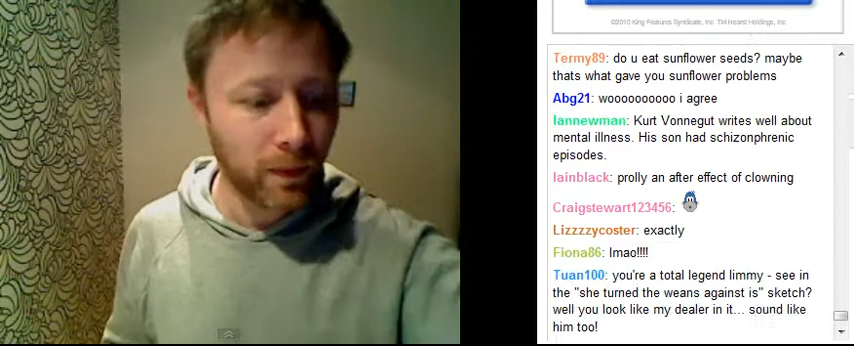 ©2010 King Features Syndicate, Inc TM Hearst Holdings, Inc
Termy89: do u eat sunflower seeds? maybe
thats what gave you sunflower problems
Abg21: woooooooooo i agree
Iannewman: Kurt Vonnegut writes well about
mental illness. His son had schizonphrenic
episodes.
Iainblack: prolly an after effect of clowning
Craigstewart123456:
Lizzzzycoster: exactly
Fiona86: lmao!!!!
Tuan100: you're a total legend limmy - see in
the "she turned the weans against is" sketch?
well you look like my dealer in it... sound like
him too!